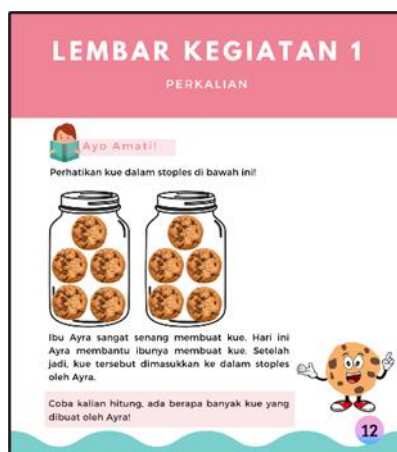 LEMBAR KEGIATAN 1
PERKALIAN
Ayo Amati!
Perhatikan kue dalam stoples di bawah ini!
Ibu Ayra sangat senang membuat kue. Hari ini
Ayra membantu ibunya membuat kue. Setelah
jadi, kue tersebut dimasukkan ke dalam stoples
oleh Ayra.
Coba kalian hitung, ada berapa banyak kue yang
dibuat oleh Ayra!
12